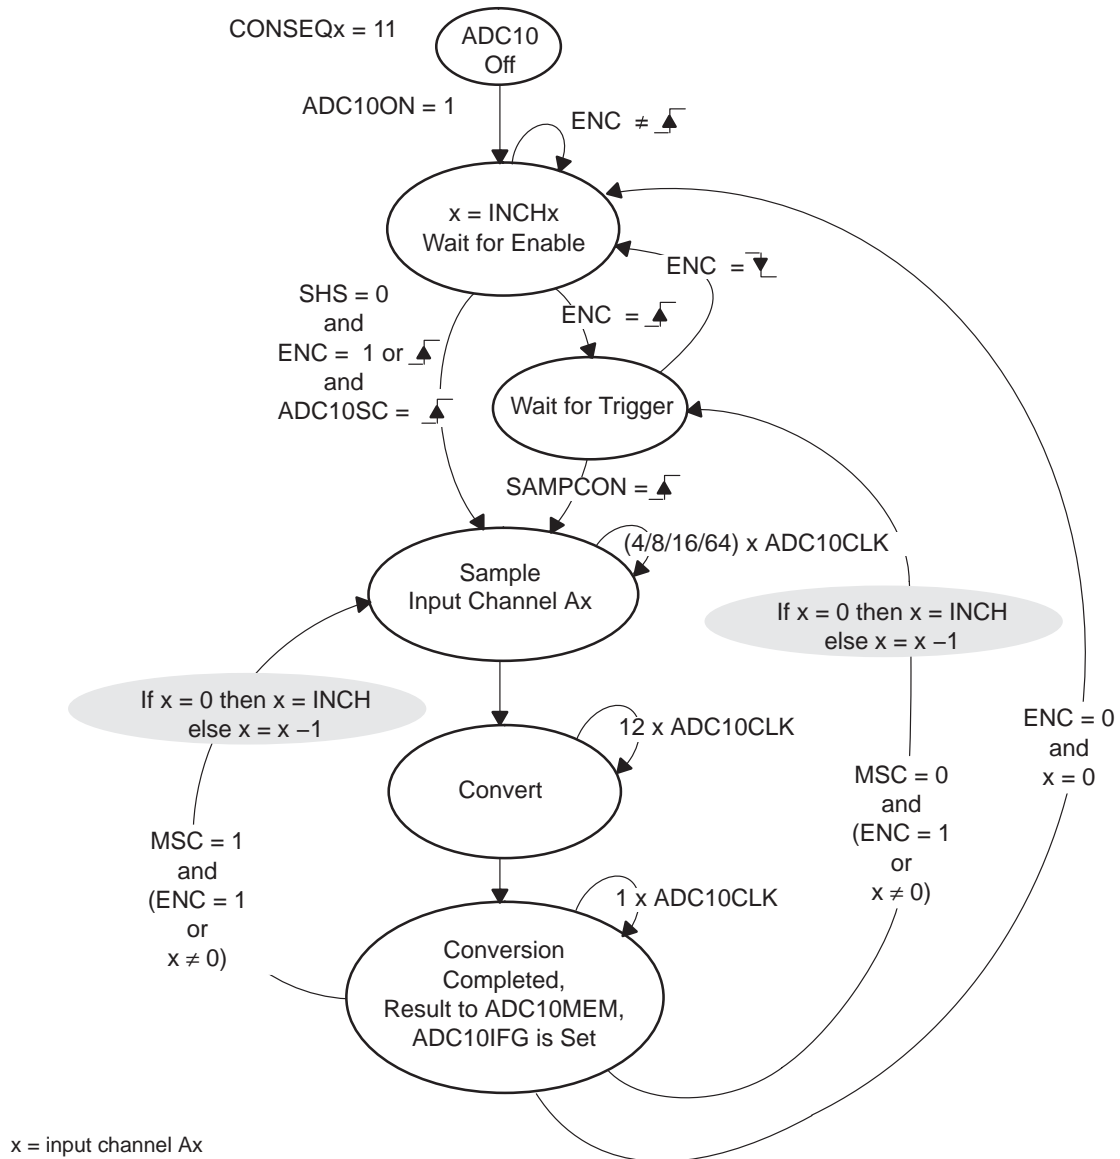 CONSEQx = 11
ADC10
Off
ADC10ON = 1
ENC ≠
x = INCHx
Wait for Enable
ENC =
SHS = 0
and
ENC = 1 or
and
ADC10SC =
ENC =
Wait for Trigger
SAMPCON =
(4/8/16/64) x ADC10CLK
Sample
Input Channel Ax
If x = 0 then x = INCH
else x = x −1
If x = 0 then x = INCH
else x = x −1
12 x ADC10CLK
Convert
ENC = 0
and
x = 0
MSC = 0
and
(ENC = 1
or
x ≠ 0)
MSC = 1
and
(ENC = 1
or
x ≠ 0)
1 x ADC10CLK
Conversion
Completed,
Result to ADC10MEM,
ADC10IFG is Set
x = input channel Ax